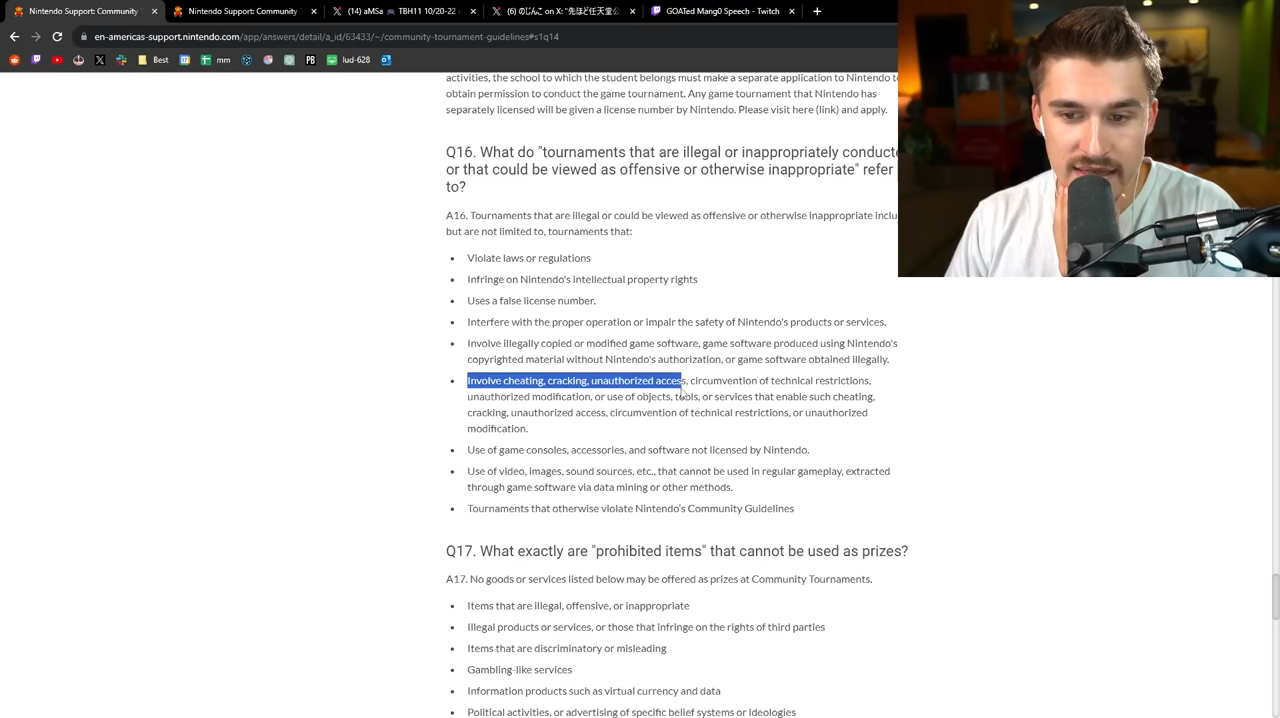 Nintendo Support: Community T
Nintendo Support: Community T
(14) aMSa at TBH11 10/20-22 o
(6) のじんこ on X: "先ほど任天堂公
GOATed Mang0 Speech - Twitch
en-americas-support.nintendo.com/app/answers/detail/a_id/63433/~/community-tournament-guidelines#s1q14
Best
mm
PB
lud-628
activities, the school to which the student belongs must make a separate application to Nintendo to
obtain permission to conduct the game tournament. Any game tournament that Nintendo has
separately licensed will be given a license number by Nintendo. Please visit here (link) and apply.
Q16. What do "tournaments that are illegal or inappropriately conducte
or that could be viewed as offensive or otherwise inappropriate" refer
to?
A16. Tournaments that are illegal or could be viewed as offensive or otherwise inappropriate inclu
but are not limited to, tournaments that:
• Violate laws or regulations
• Infringe on Nintendo's intellectual property rights
• Uses a false license number.
• Interfere with the proper operation or impair the safety of Nintendo's products or services.
• Involve illegally copied or modified game software, game software produced using Nintendo's
copyrighted material without Nintendo's authorization, or game software obtained illegally.
• Involve cheating, cracking, unauthorized access, circumvention of technical restrictions,
unauthorized modification, or use of objects, tools, or services that enable such cheating,
cracking, unauthorized access, circumvention of technical restrictions, or unauthorized
modification.
• Use of game consoles, accessories, and software not licensed by Nintendo.
• Use of video, images, sound sources, etc., that cannot be used in regular gameplay, extracted
through game software via data mining or other methods.
• Tournaments that otherwise violate Nintendo's Community Guidelines
Q17. What exactly are "prohibited items" that cannot be used as prizes?
A17. No goods or services listed below may be offered as prizes at Community Tournaments.
• Items that are illegal, offensive, or inappropriate
• Illegal products or services, or those that infringe on the rights of third parties
• Items that are discriminatory or misleading
• Gambling-like services
• Information products such as virtual currency and data
• Political activities, or advertising of specific belief systems or ideologies